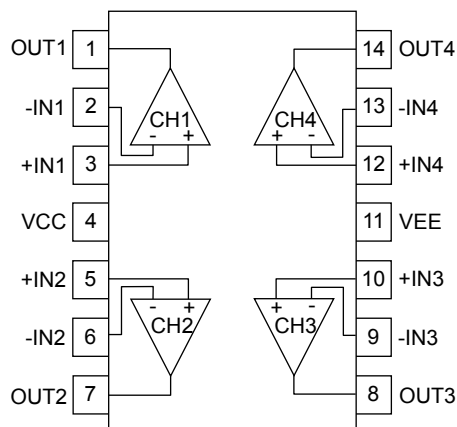 OUT1 1 14 OUT4
-IN1 2 13 -IN4
CH1 CH4
- + + -
+IN1 3 12 +IN4
VCC 4 11 VEE
+IN2 5 10 +IN3
- + + -
CH2 CH3
-IN2 6 9 -IN3
OUT2 7 8 OUT3